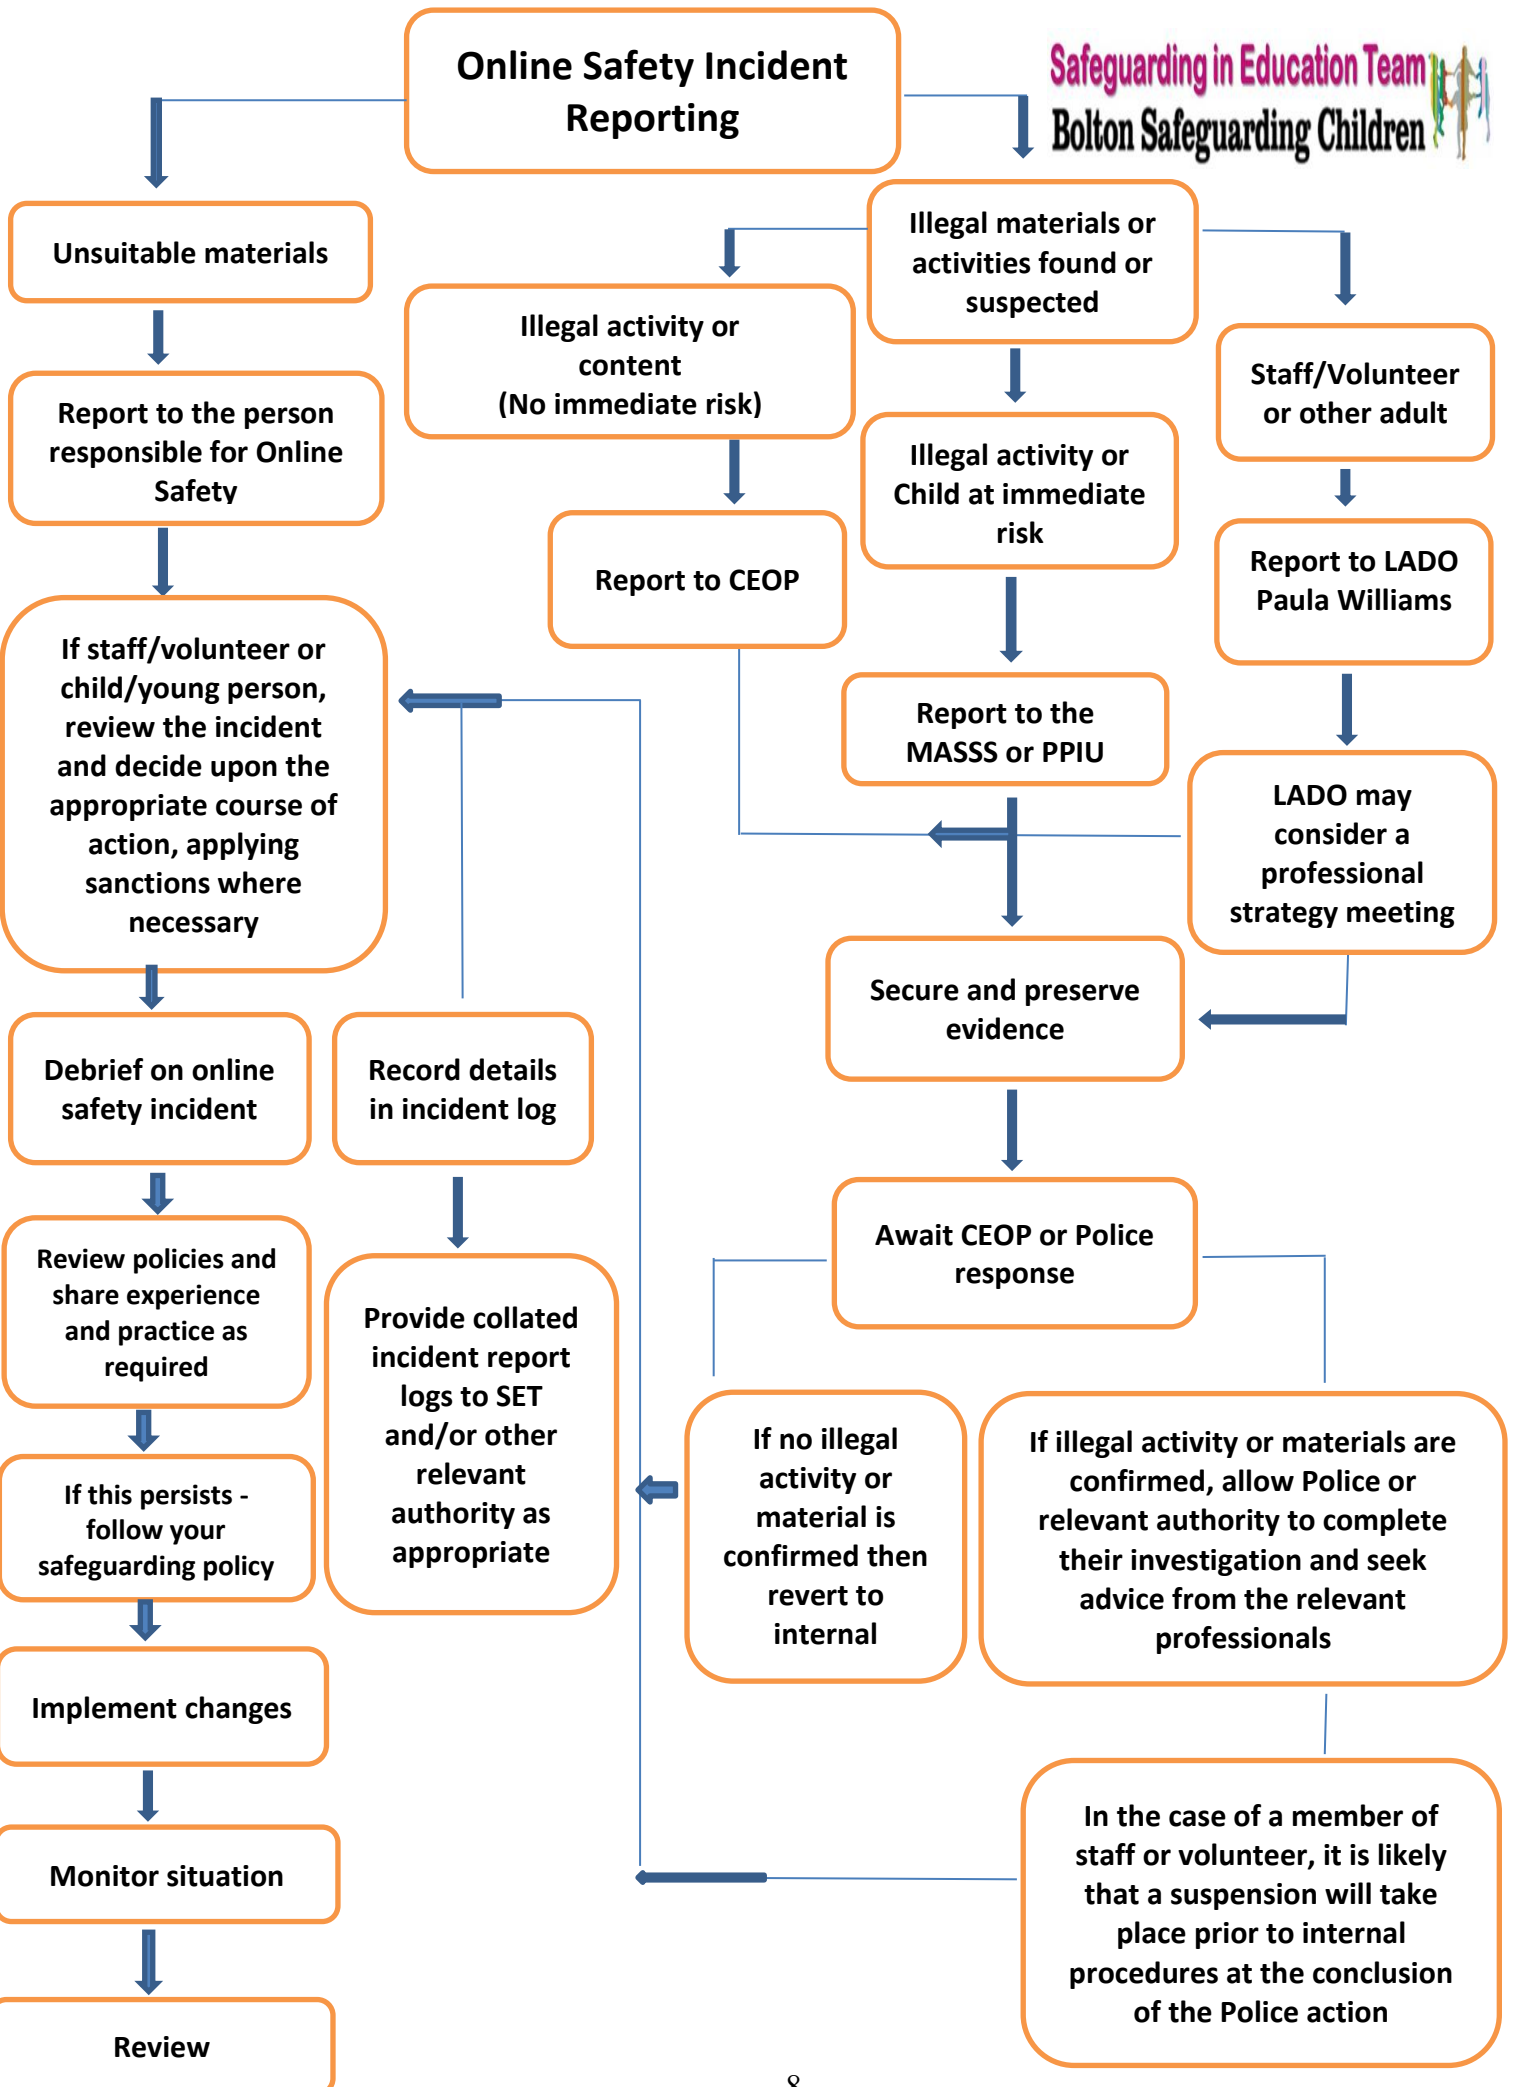 Online Safety Incident
Reporting
Safeguarding in Education Team
Bolton Safeguarding Children
Unsuitable materials
Illegal materials or
activities found or
suspected
Illegal activity or
content
(No immediate risk)
Staff/Volunteer
or other adult
Report to the person
responsible for Online
Safety
Illegal activity or
Child at immediate
risk
Report to CEOP
Report to LADO
Paula Williams
If staff/volunteer or
child/young person,
review the incident
and decide upon the
appropriate course of
action, applying
sanctions where
necessary
Report to the
MASSS or PPIU
LADO may
consider a
professional
strategy meeting
Secure and preserve
evidence
Debrief on online
safety incident
Record details
in incident log
Await CEOP or Police
response
Review policies and
share experience
and practice as
required
Provide collated
incident report
logs to SET
and/or other
relevant
authority as
appropriate
If no illegal
activity or
material is
confirmed then
revert to
internal
If illegal activity or materials are
confirmed, allow Police or
relevant authority to complete
their investigation and seek
advice from the relevant
professionals
If this persists -
follow your
safeguarding policy
Implement changes
Monitor situation
In the case of a member of
staff or volunteer, it is likely
that a suspension will take
place prior to internal
procedures at the conclusion
of the Police action
Review
8